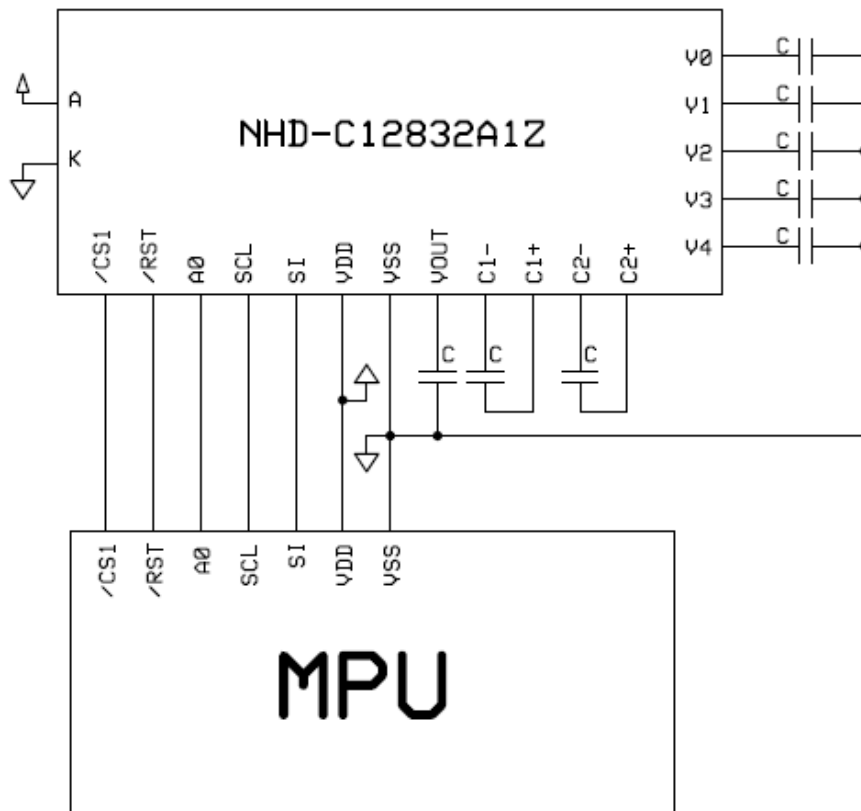 C
V0
C
A
V1
NHD-C12832A1Z
C
K
V2
C
V3
C
V4
/CS1
/RST
A0
SCL
SI
VDD
VSS
VOUT
C1-
C1+
C2-
C2+
C
C
C
/CS1
/RST
A0
SCL
SI
VDD
VSS
MPU